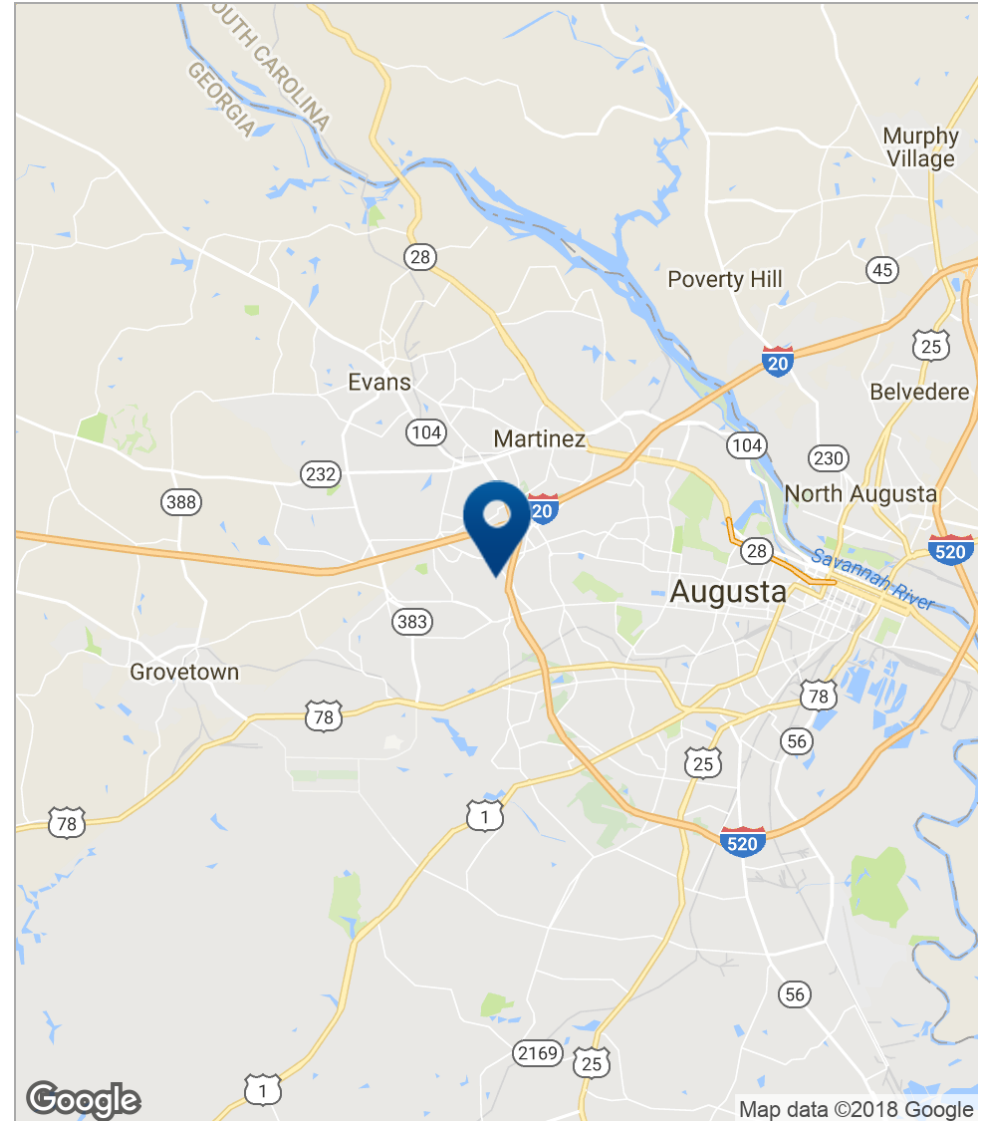 SOUTH CAROLINA
GEORGIA
Murphy
Village
28
45
Poverty Hill
25
20
Evans
Belvedere
104
Martinez
104
230
232
388
North Augusta
20
520
28
Savannah River
Augusta
383
Grovetown
78
78
56
25
78
1
520
56
2169
25
1
Google
Map data ©2018 Google